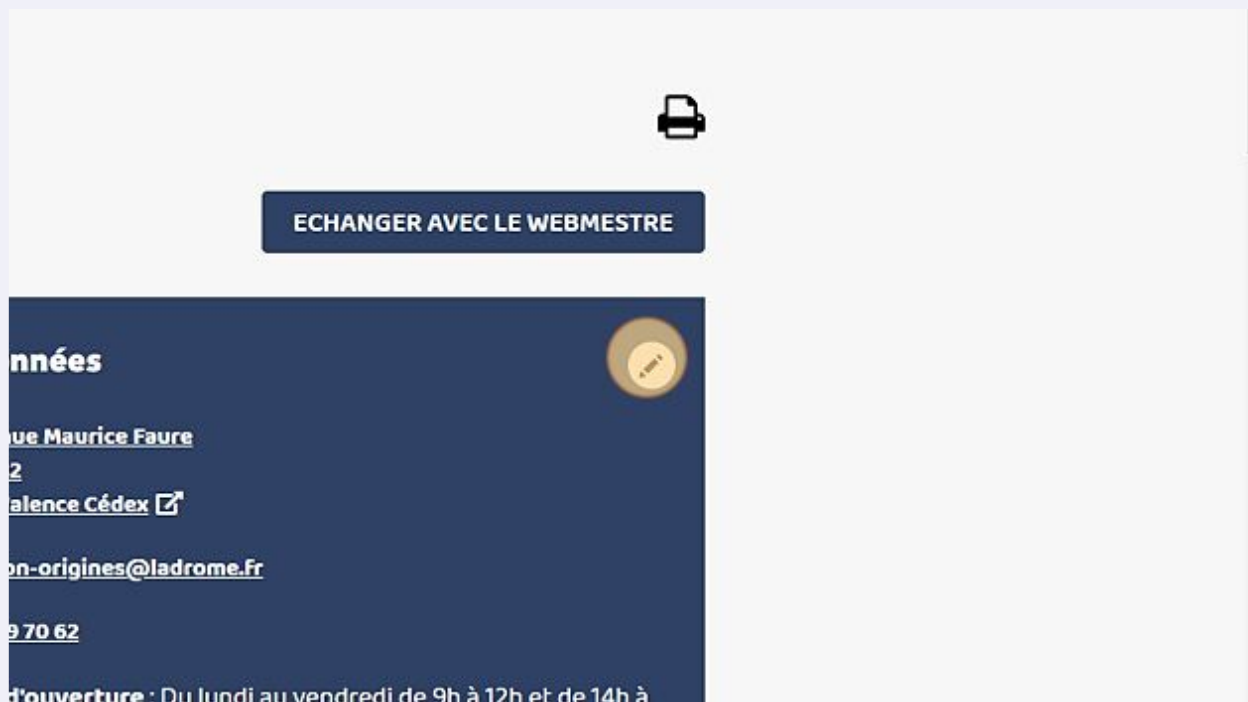 ECHANGER AVEC LE WEBMESTRE
nnées
nue Maurice Faure
2
alence Cédex
on-origines@ladrome.fr
9 70 62
d'ouverture : Du lundi au vendredi de 9h à 12h et de 14h à